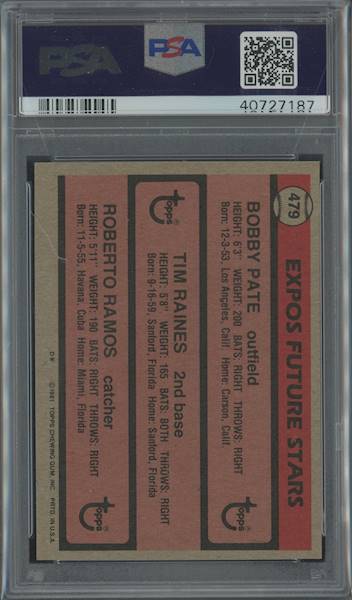 PSA
PSA
40727187
479
EXPOS FUTURE STARS
BOBBY PATE outfield
HEIGHT: 6'3" WEIGHT: 200 BATS: RIGHT THROWS: RIGHT
Born: 12-3-53, Los Angeles, Calif Home: Carson, Calif
Topps
Topps
TIM RAINES 2nd base
HEIGHT: 5'8" WEIGHT: 165 BATS: BOTH THROWS: RIGHT
Born: 9-16-59, Sanford, Florida Home: Sanford, Florida
ROBERTO RAMOS catcher
HEIGHT: 5'11" WEIGHT: 190 BATS: RIGHT THROWS: RIGHT
Born: 11-5-55, Havana, Cuba Home: Miami, Florida
Topps
D* © 1981 TOPPS CHEWING GUM, INC. PRTD. IN U.S.A.